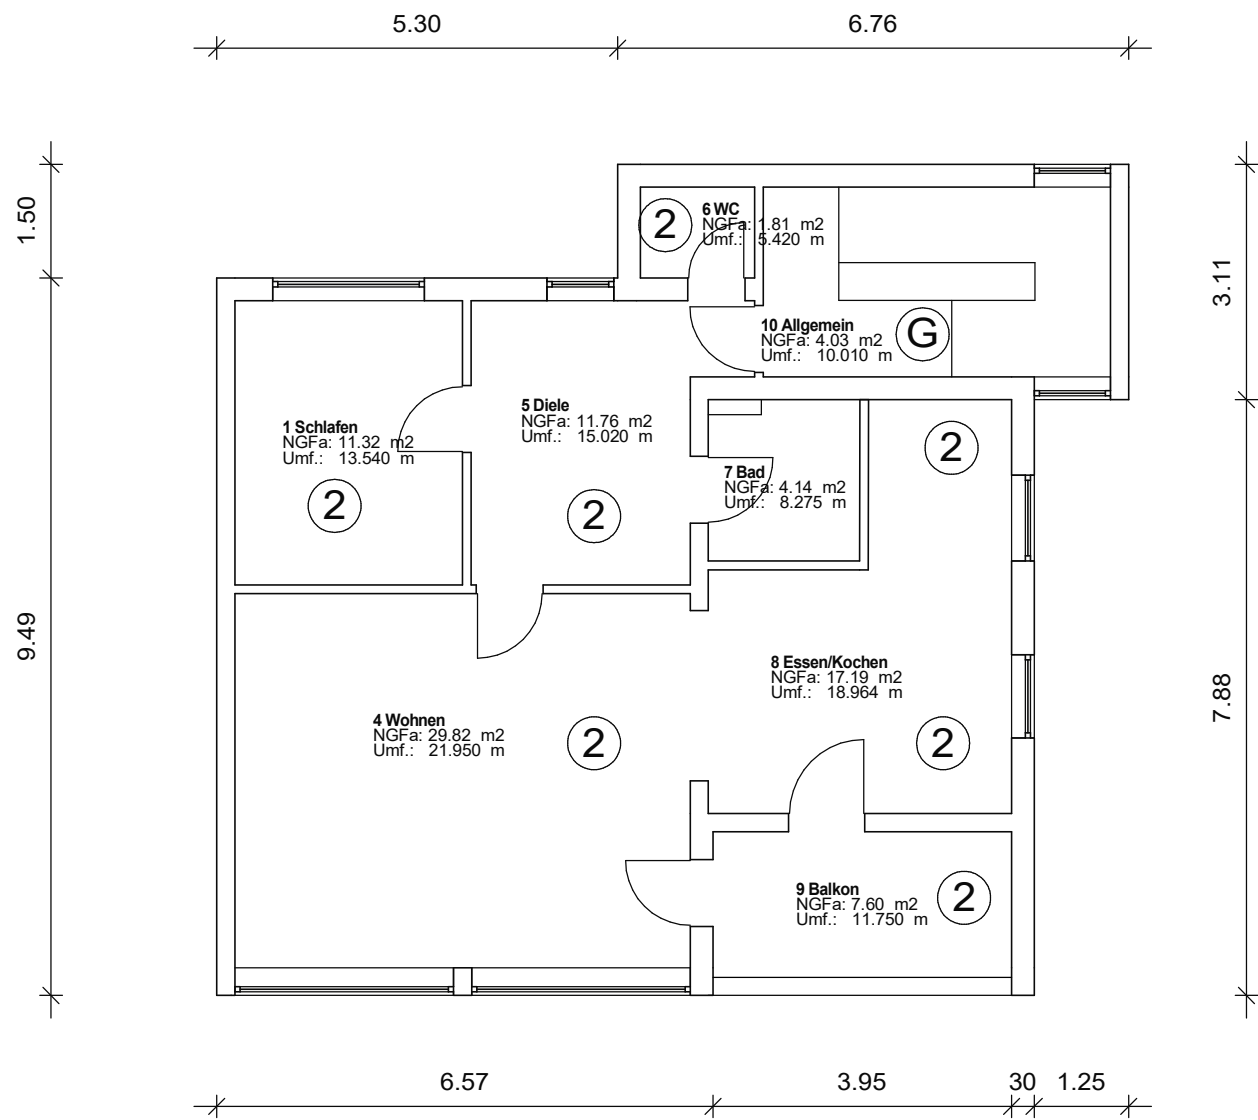 5.30
6.76
1.50
3.11
2
6 WC
NGFa: 1.81 m2
Umf.: 5.420 m
10 Allgemein
NGFa: 4.03 m2
Umf.: 10.010 m
G
5 Diele
NGFa: 11.76 m2
Umf.: 15.020 m
1 Schlafen
NGFa: 11.32 m2
Umf.: 13.540 m
2
2
7 Bad
NGFa: 4.14 m2
Umf.: 8.275 m
2
9.49
7.88
8 Essen/Kochen
NGFa: 17.19 m2
Umf.: 18.964 m
4 Wohnen
NGFa: 29.82 m2
Umf.: 21.950 m
2
2
9 Balkon
NGFa: 7.60 m2
Umf.: 11.750 m
2
6.57
3.95
30
1.25